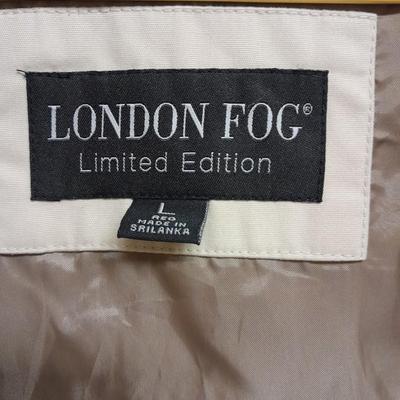 LONDON FOG®
Limited Edition
L
REG
MADE IN
SRILANKA